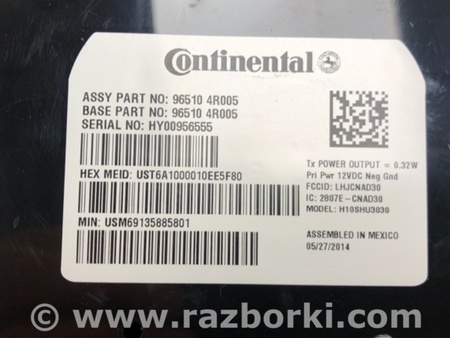 Continental
ASSY PART NO: 96510 4R005
BASE PART NO: 96510 4R005
SERIAL NO: HY00956555
HEX MEID: UST6A1000010EE5F80
MIN: USM69135885801
Tx POWER OUTPUT = 0.32W
Pri Pwr 12VDC Neg Gnd
FCCID: LHJCNAD30
IC: 2807E-CNAD30
MODEL: H10SHU3030
ASSEMBLED IN MEXICO
05/27/2014
© www.razborki.com